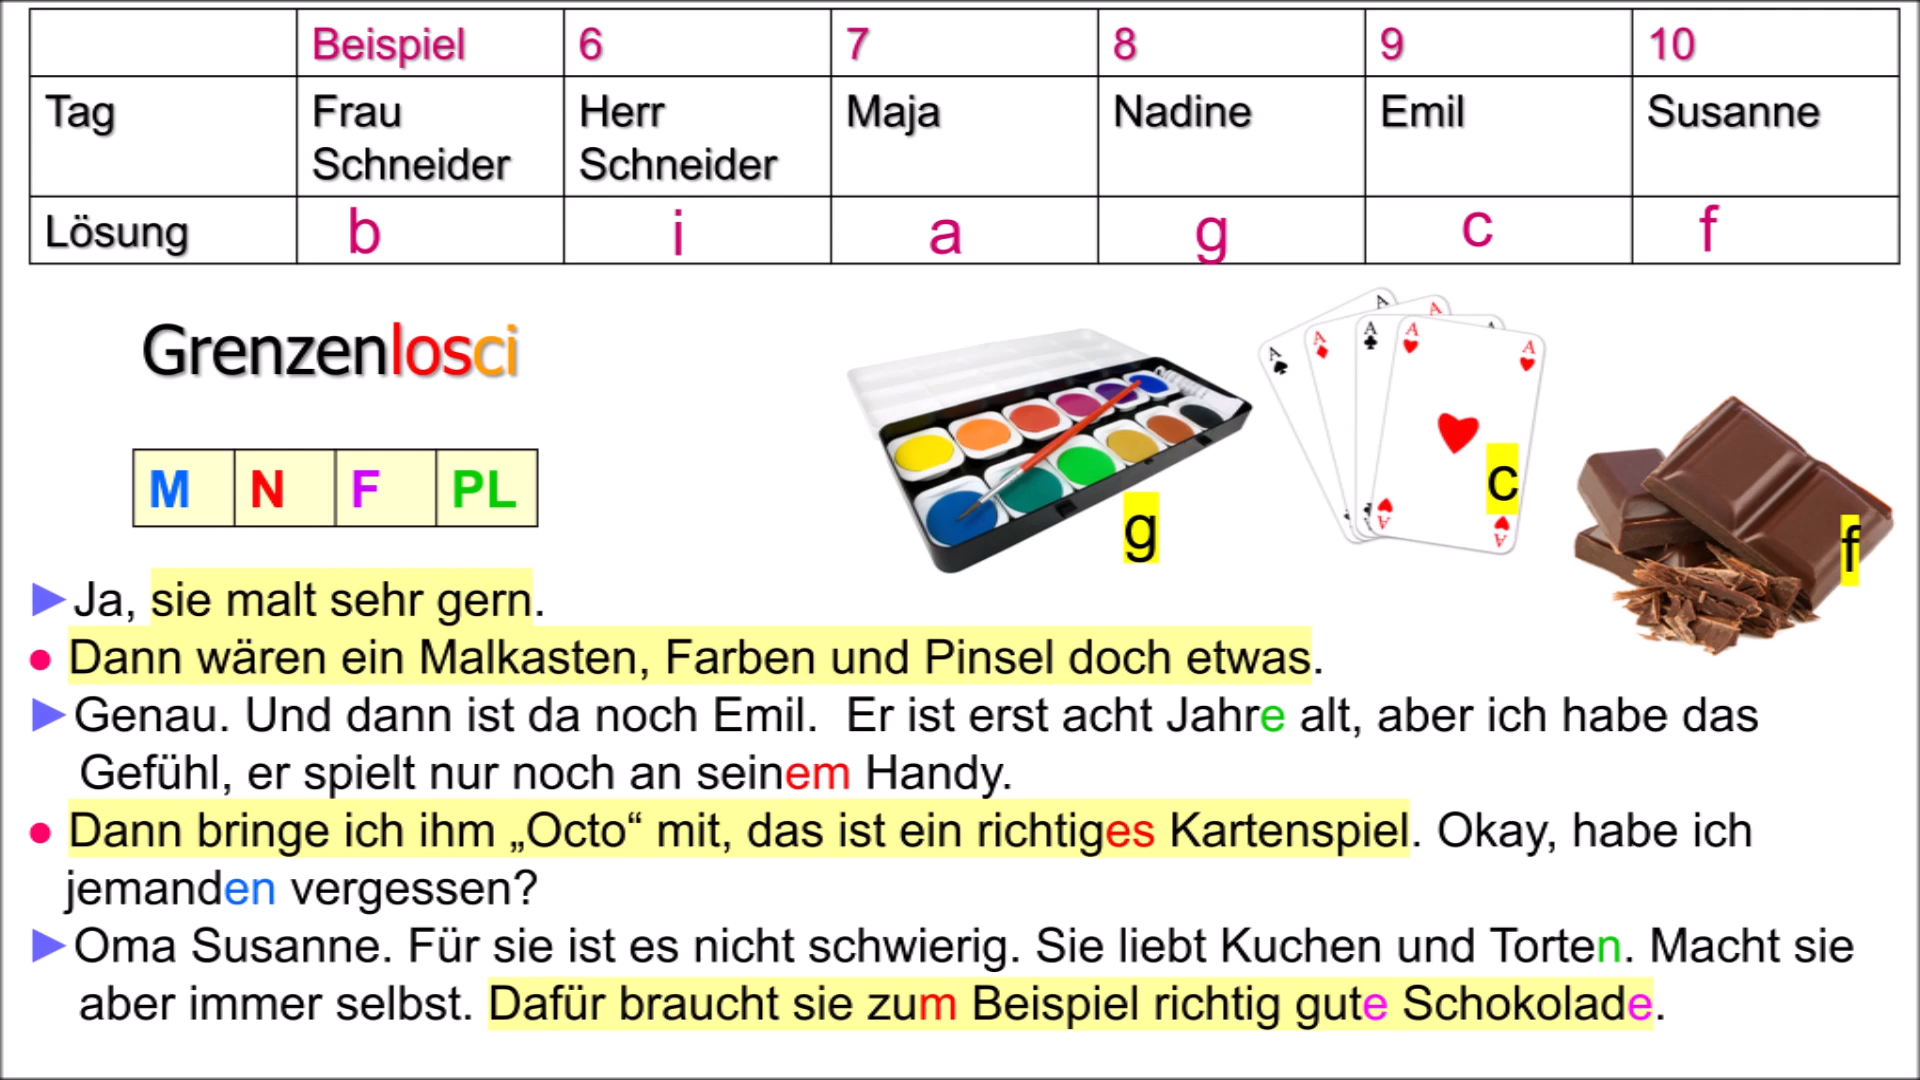 Beispiel 6 7 8 9 10
Tag Frau Schneider Herr Schneider Maja Nadine Emil Susanne
Lösung b i a g c f
Grenzenlosci
M N F PL
g
c
f
►Ja, sie malt sehr gern.
● Dann wären ein Malkasten, Farben und Pinsel doch etwas.
►Genau. Und dann ist da noch Emil. Er ist erst acht Jahre alt, aber ich habe das
Gefühl, er spielt nur noch an seinem Handy.
● Dann bringe ich ihm „Octo“ mit, das ist ein richtiges Kartenspiel. Okay, habe ich
jemanden vergessen?
►Oma Susanne. Für sie ist es nicht schwierig. Sie liebt Kuchen und Torten. Macht sie
aber immer selbst. Dafür braucht sie zum Beispiel richtig gute Schokolade.